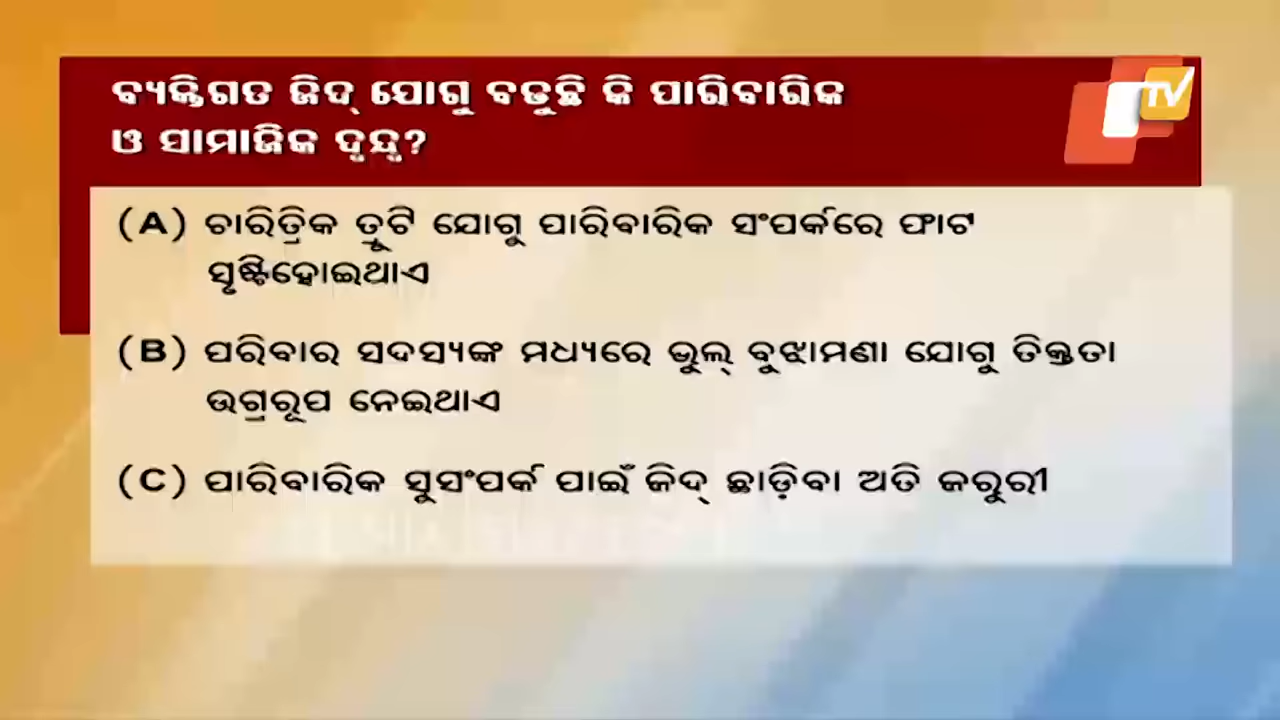 ବ୍ୟକ୍ତିଗତ ଜିଦ୍ ଯୋଗୁ ବଢୁଛି କି ପାରିବାରିକ
ଓ ସାମାଜିକ ଦ୍ୱନ୍ଦ୍ୱ?
TV
(A) ଚାରିତ୍ରିକ ତ୍ରୁଟି ଯୋଗୁ ପାରିବାରିକ ସଂପର୍କରେ ଫାଟ
ସୃଷ୍ଟିହୋଇଥାଏ
(B) ପରିବାର ସଦସ୍ୟଙ୍କ ମଧ୍ୟରେ ଭୁଲ୍ ବୁଝାମଣା ଯୋଗୁ ତିକ୍ତତା
ଉଗ୍ରରୂପ ନେଇଥାଏ
(C) ପାରିବାରିକ ସୁସଂପର୍କ ପାଇଁ ଜିଦ୍ ଛାଡ଼ିବା ଅତି ଜରୁରୀ